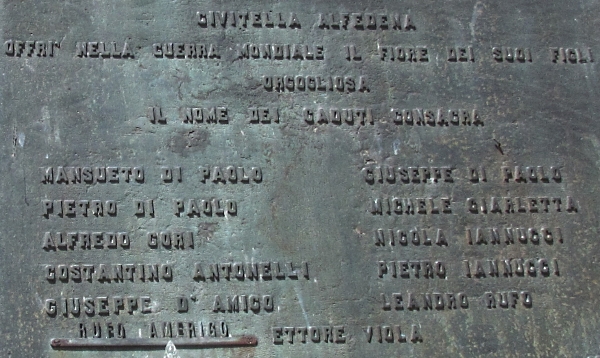 CIVITELLA ALFEDENA
OFFRI' NELLA GUERRA MONDIALE IL FIORE DEI SUOI FIGLI
ORGOGLIOSA
IL NOME DEI CADUTI CONSACRA
MANSUETO DI PAOLO
PIETRO DI PAOLO
ALFREDO CORI
COSTANTINO ANTONELLI
GIUSEPPE D'AMICO
RUFO AMERIGO
GIUSEPPE DI PAOLO
MICHELE CIARLETTA
NICOLA IANNUCCI
PIETRO IANNUCCI
LEANDRO RUFO
ETTORE VIOLA